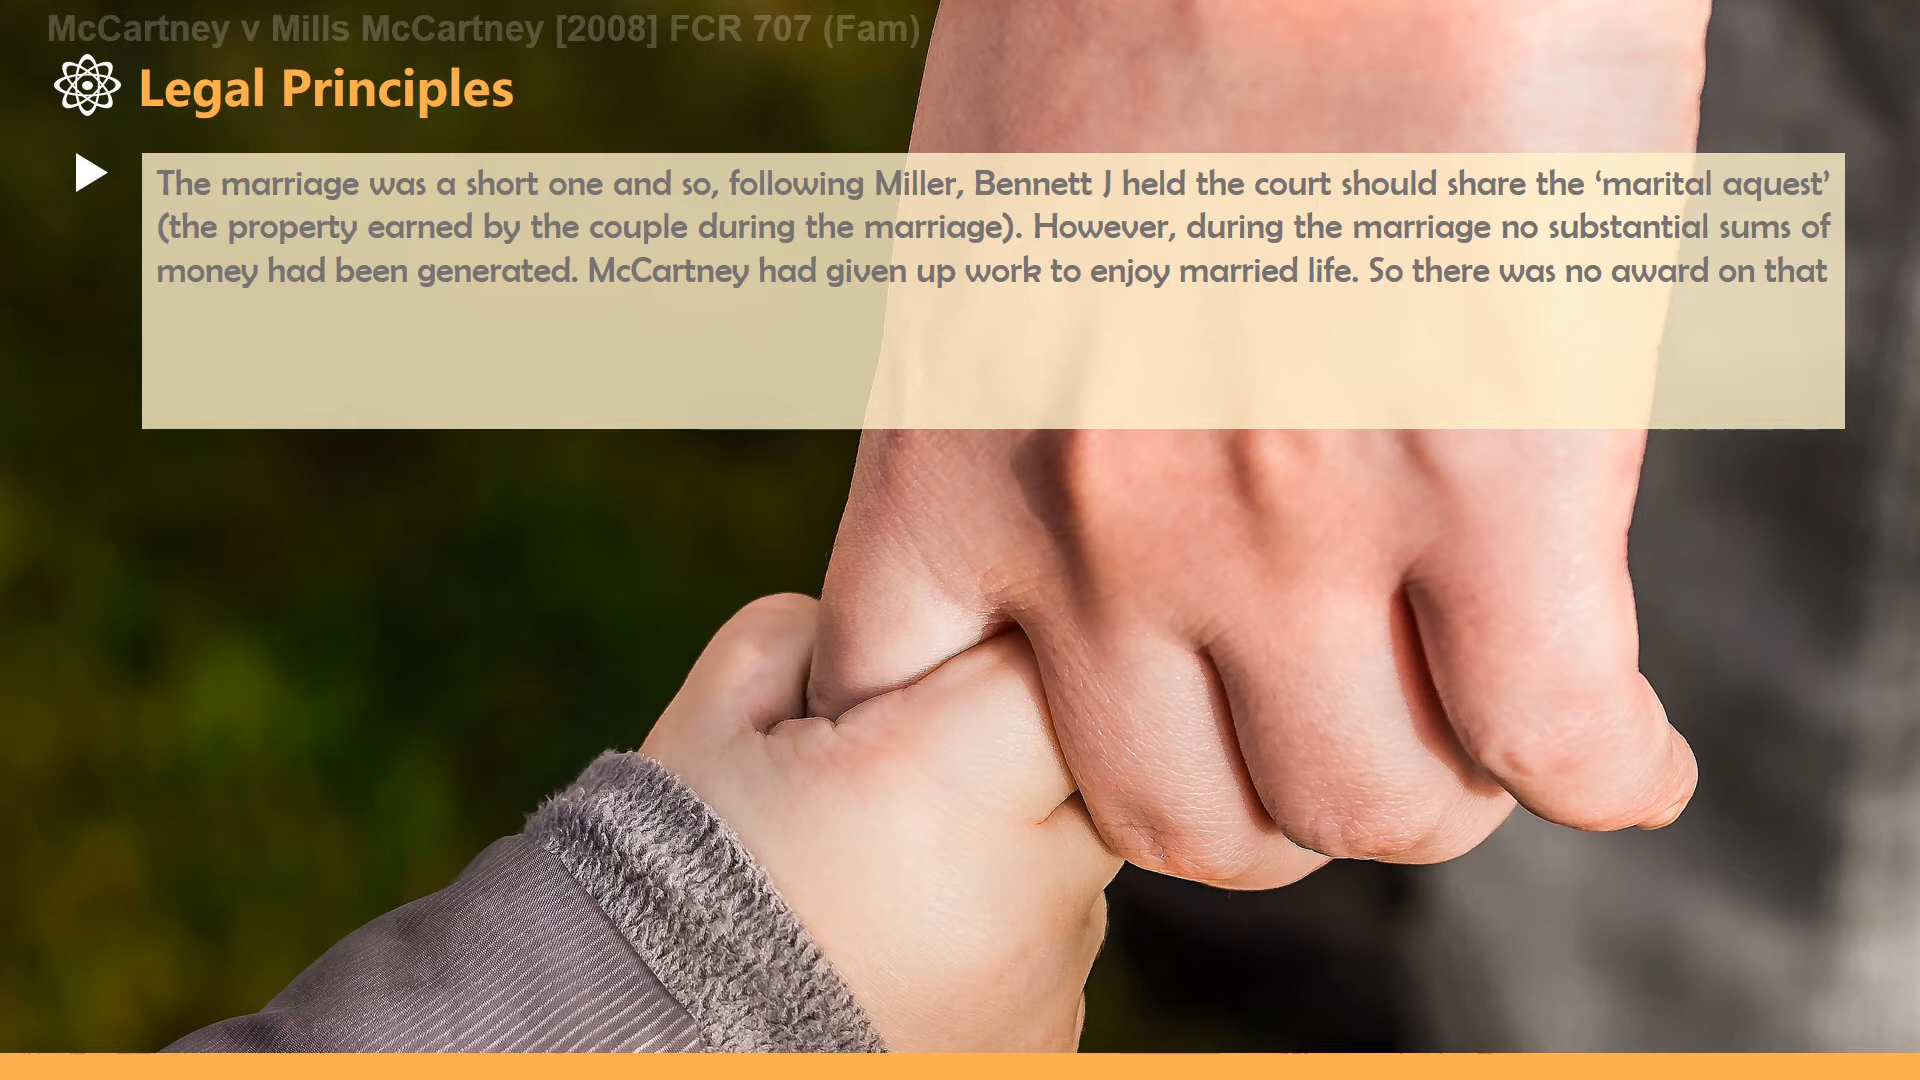 McCartney v Mills McCartney [2008] FCR 707 (Fam)
Legal Principles
The marriage was a short one and so, following Miller, Bennett J held the court should share the ‘marital aquest’
(the property earned by the couple during the marriage). However, during the marriage no substantial sums of
money had been generated. McCartney had given up work to enjoy married life. So there was no award on that